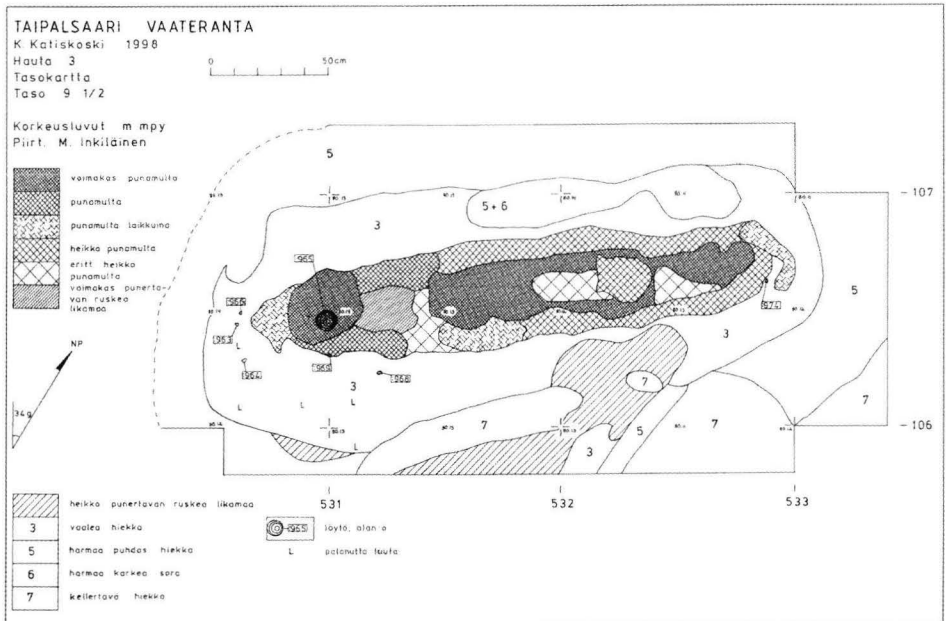 TAIPALSAARI VAATERANTA
K. Katiskoski 1998
Hauta 3
Tasokartta
Taso 9 1/2
0 50cm
Korkeusluvut m mpy
Piirt. M. Inkiläinen
voimakas punamulta
punamulta
punamulta laikkuina
heikko punamulta
eritt. heikko
punamulta
voimakas punerta-
van ruskea
likamaa
NP
34g
5
5+6
3
965
963
964
968
974
3
5
3
7
7
7
5
7
3
-107
-106
531
532
533
heikko punertavan ruskea likamaa
3 vaalea hiekka
5 harmaa puhdas hiekka
6 harmaa karkea sora
7 kellertävä hiekka
965 löytö, alan:o
L palanutta luuta